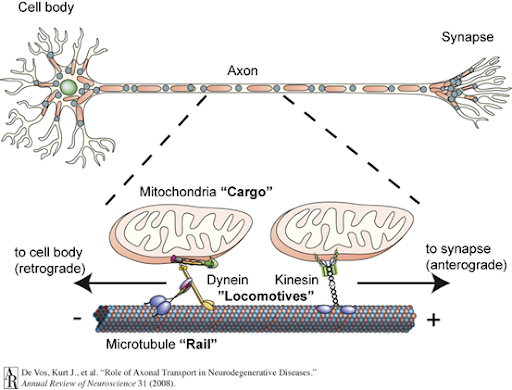 Cell body
Synapse
Axon
Mitochondria "Cargo"
to cell body
(retrograde)
Dynein
Kinesin
"Locomotives"
to synapse
(anterograde)
-
+
Microtubule "Rail"
AR
De Vos, Kurt J., et al. "Role of Axonal Transport in Neurodegenerative Diseases."
Annual Review of Neuroscience 31 (2008).